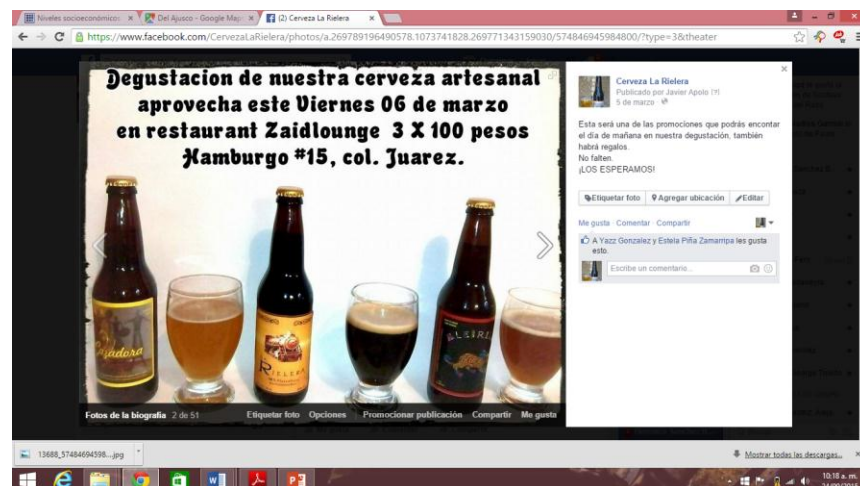 Niveles socioeconómicos
Del Ajusco - Google Map
(2) Cerveza La Rielera
https://www.facebook.com/CervezaLaRielera/photos/a.269789196490578.1073741828.269771343159030/574846945984800/?type=3&theater
Degustacion de nuestra cerveza artesanal
aprovecha este Viernes 06 de marzo
en restaurant Zaidlounge 3 X 100 pesos
Hamburgo #15, col. Juarez.
Cerveza La Rielera
Publicado por Javier Apolo [?]
5 de marzo
Esta será una de las promociones que podrás encontar
el día de mañana en nuestra degustación, también
habrá regalos.
No falten.
¡LOS ESPERAMOS!
Etiquetar foto Agregar ubicación Editar
Me gusta · Comentar · Compartir
A Yazz Gonzalez y Estela Piña Zamarripa les gusta
esto.
Escribe un comentario...
RIELERA
Fotos de la biografía 2 de 51 Etiquetar foto Opciones Promocionar publicación Compartir Me gusta
13688_57484694598....jpg
Mostrar todas las descargas...
10:18 a. m.